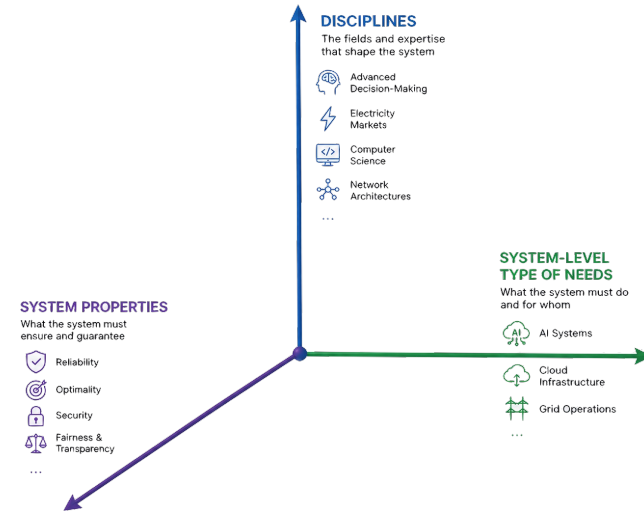 DISCIPLINES
The fields and expertise
that shape the system
Advanced
Decision-Making
Electricity
Markets
</>
Computer
Science
Network
Architectures
...
SYSTEM-LEVEL
TYPE OF NEEDS
What the system must do
and for whom
AI
AI Systems
Cloud
Infrastructure
Grid Operations
...
SYSTEM PROPERTIES
What the system must
ensure and guarantee
Reliability
Optimality
Security
Fairness &
Transparency
...